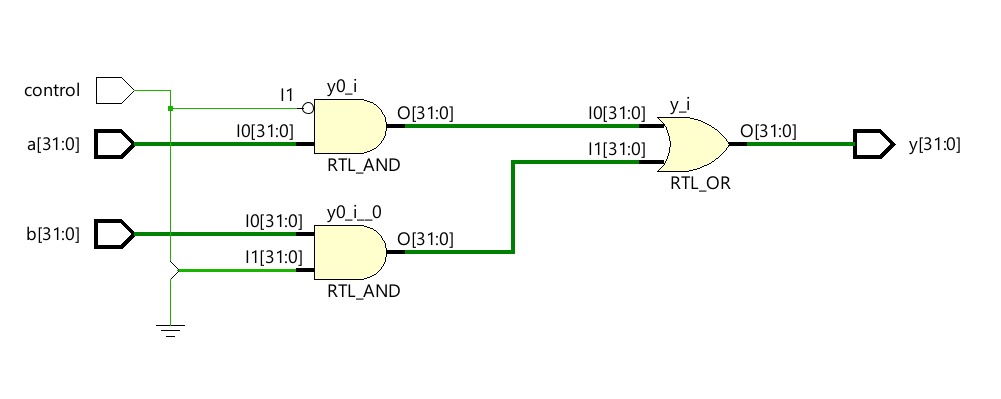 control
a[31:0]
b[31:0]
I1
I0[31:0]
y0_i
RTL_AND
O[31:0]
I0[31:0]
I1[31:0]
y0_i__0
RTL_AND
O[31:0]
I0[31:0]
I1[31:0]
y_i
RTL_OR
O[31:0]
y[31:0]